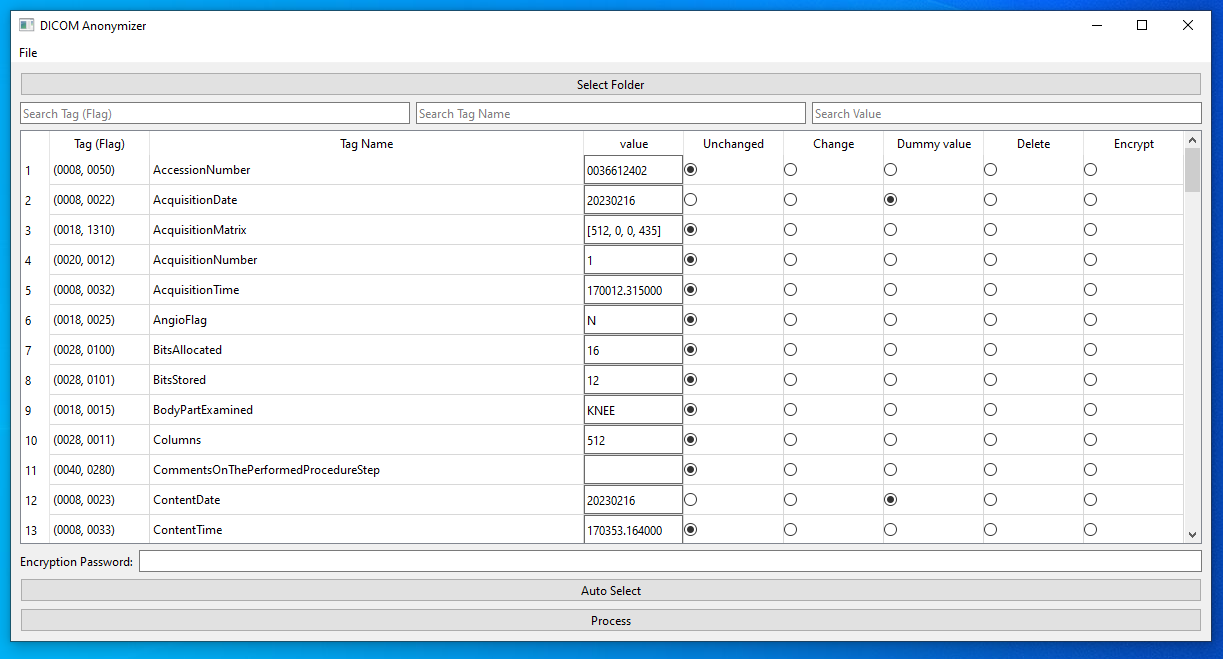 DICOM Anonymizer
File
Select Folder
Search Tag (Flag) Search Tag Name Search Value
Tag (Flag) Tag Name value Unchanged Change Dummy value Delete Encrypt
1 (0008, 0050) AccessionNumber 0036612402
2 (0008, 0022) AcquisitionDate 20230216
3 (0018, 1310) AcquisitionMatrix [512, 0, 0, 435]
4 (0020, 0012) AcquisitionNumber 1
5 (0008, 0032) AcquisitionTime 170012.315000
6 (0018, 0025) AngioFlag N
7 (0028, 0100) BitsAllocated 16
8 (0028, 0101) BitsStored 12
9 (0018, 0015) BodyPartExamined KNEE
10 (0028, 0011) Columns 512
11 (0040, 0280) CommentsOnThePerformedProcedureStep
12 (0008, 0023) ContentDate 20230216
13 (0008, 0033) ContentTime 170353.164000
Encryption Password:
Auto Select
Process